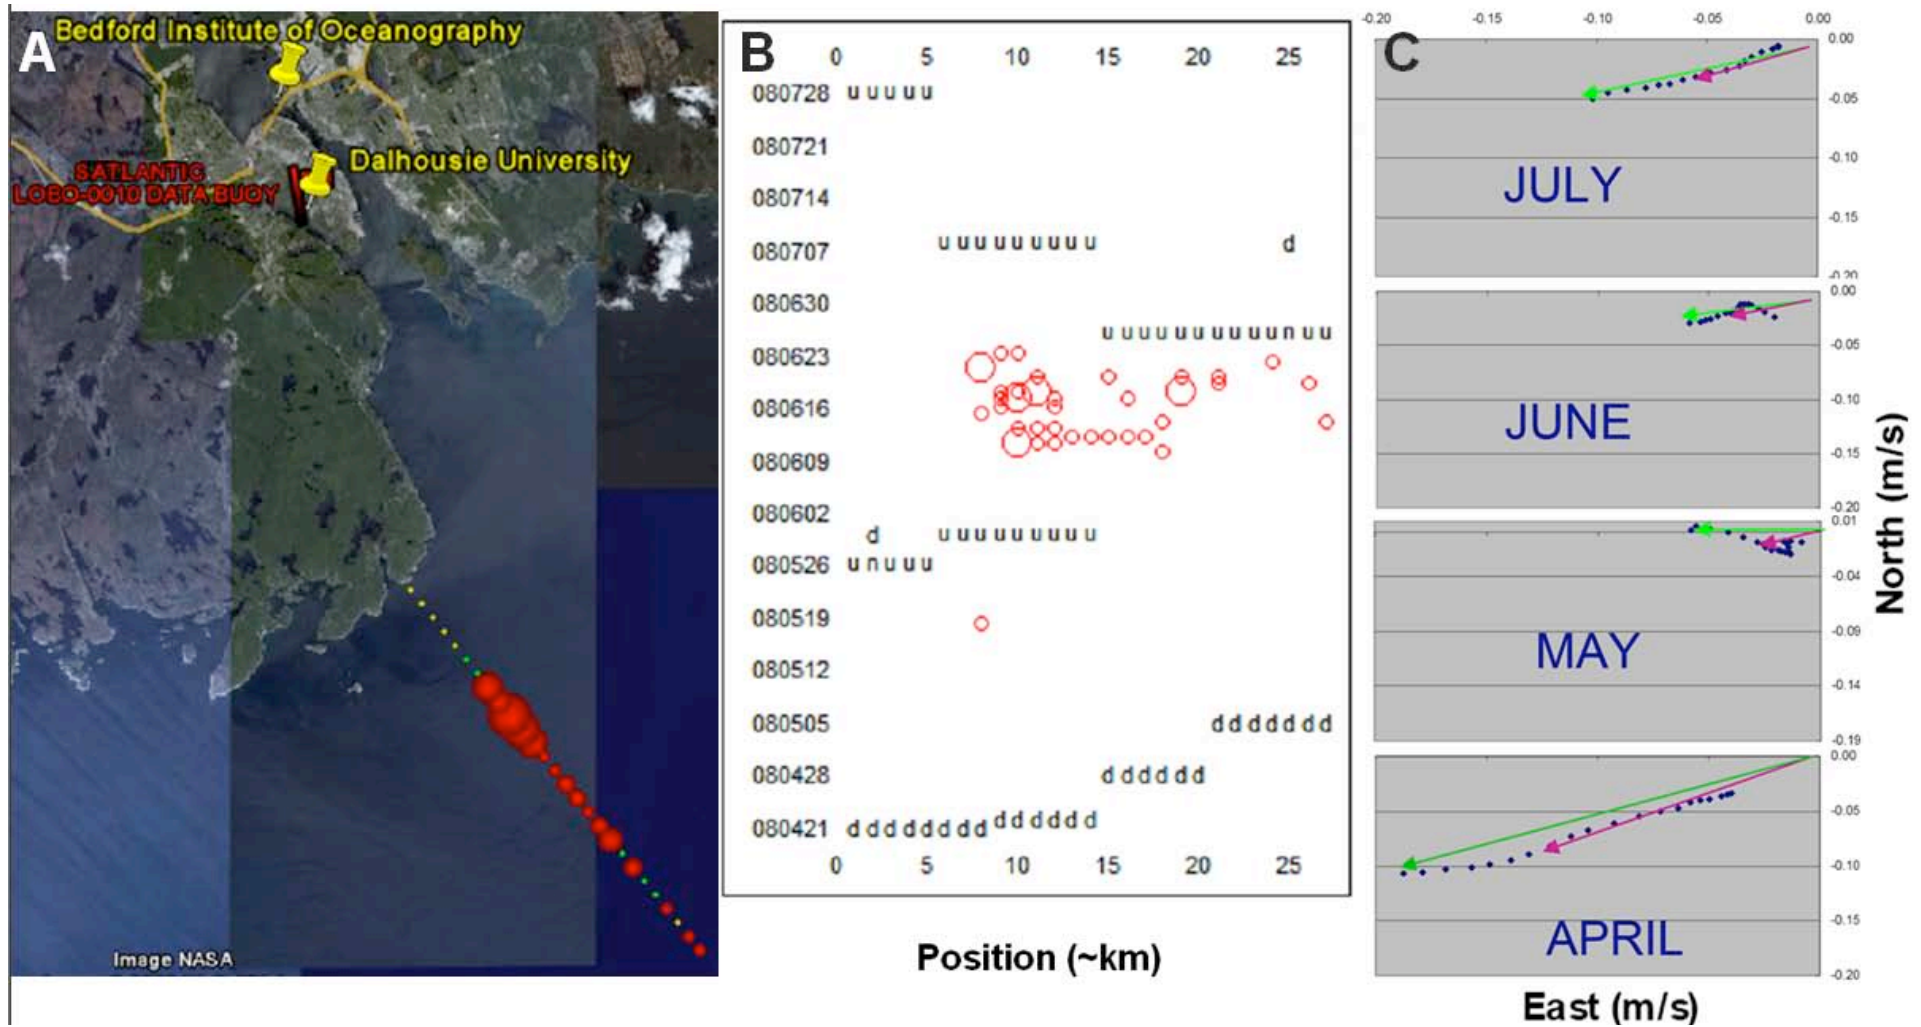 A
Bedford Institute of Oceanography
Dalhousie University
SATLANTIC
LOBO-0010 DATA BUOY
Image NASA
B
0 5 10 15 20 25
080728 u u u u u
080721
080714
080707 u u u u u u u u u d
080630
u u u u u u u u u u n u u
080623
080616
080609
080602
d u u u u u u u u u
080526 u n u u u
080519
080512
080505 d d d d d d d
080428 d d d d d d
080421 d d d d d d d d d d d d d d
0 5 10 15 20 25
Position (~km)
C
-0.20 -0.15 -0.10 -0.05 0.00
0.00
-0.05
-0.10
JULY
-0.15
-0.20
0.00
-0.05
-0.10
JUNE
-0.15
-0.20
0.01
-0.04
-0.09
MAY
-0.14
-0.19
0.00
-0.05
-0.10
-0.15
APRIL
-0.20
North (m/s)
East (m/s)